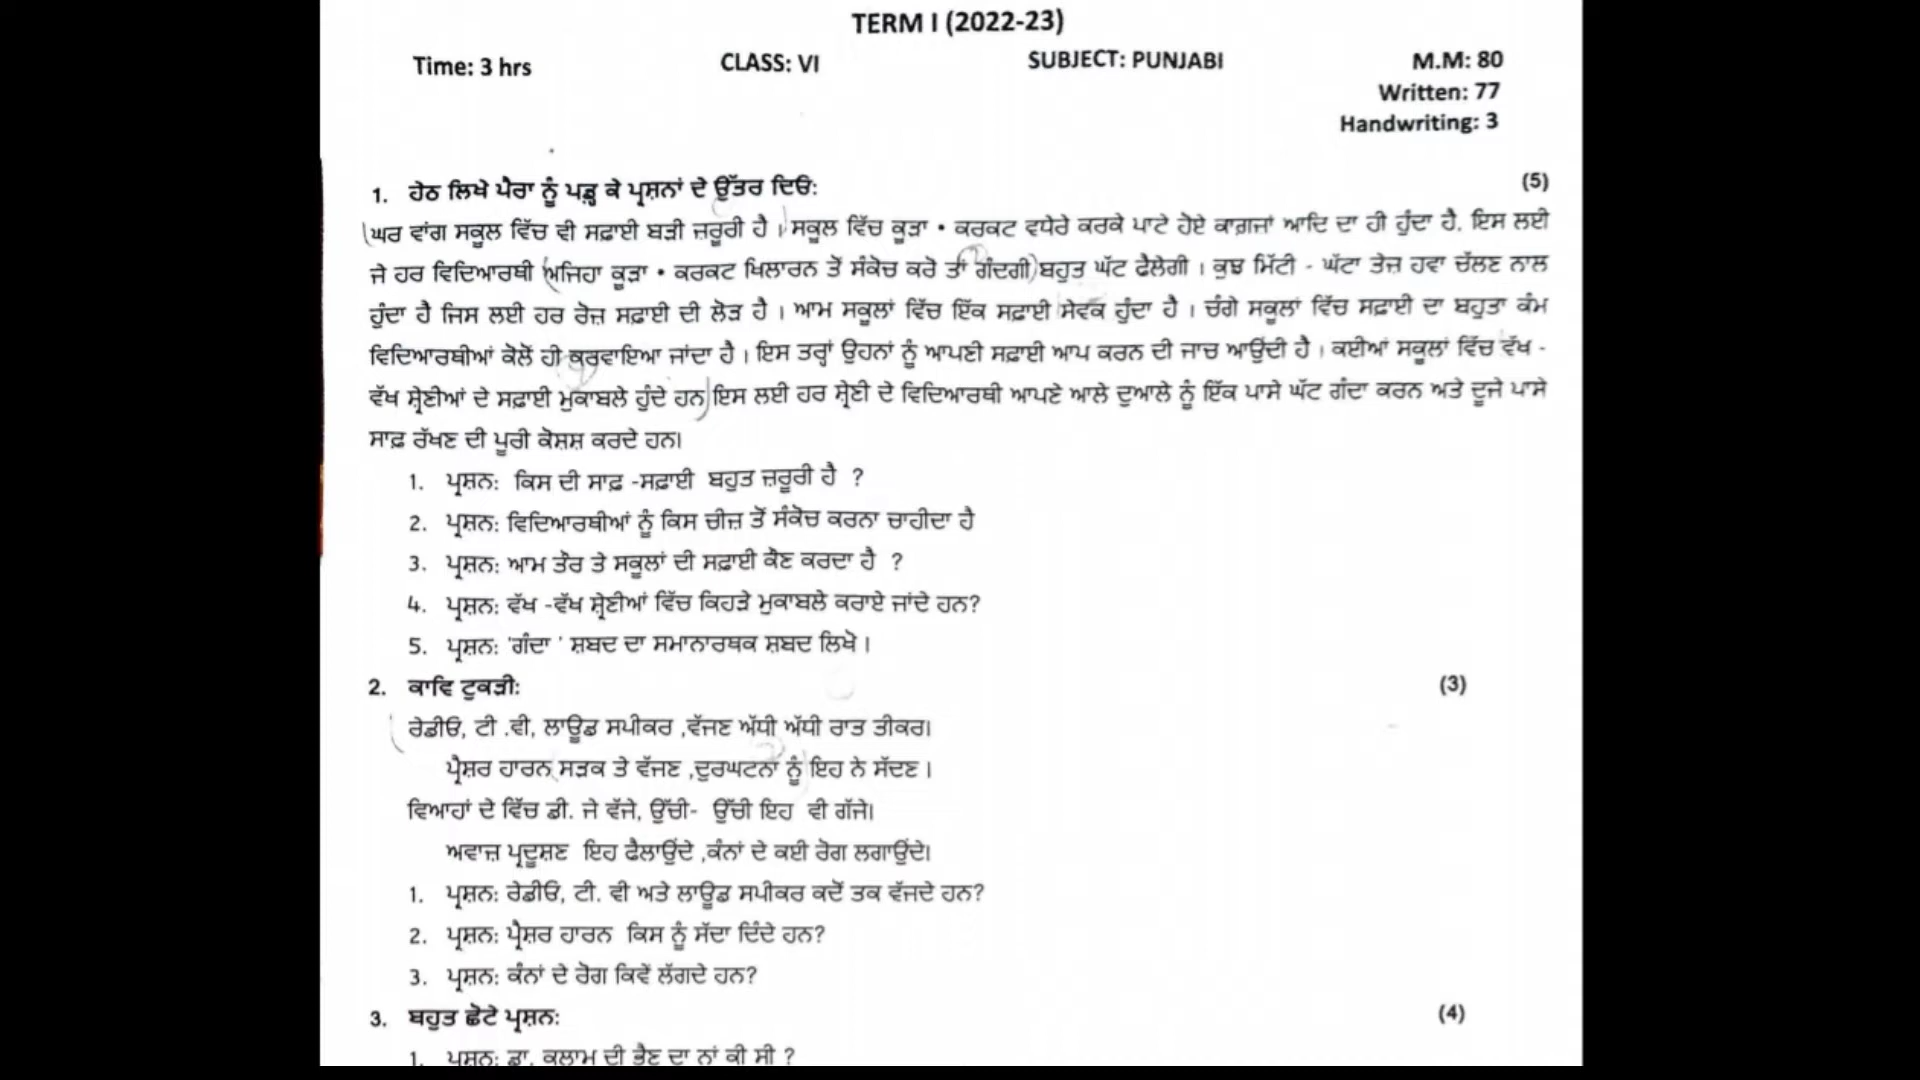 TERM I (2022-23)
Time: 3 hrs CLASS: VI SUBJECT: PUNJABI M.M: 80
Written: 77
Handwriting: 3
1. ਹੇਠ ਲਿਖੇ ਪੈਰਾ ਨੂੰ ਪੜ੍ਹ ਕੇ ਪ੍ਰਸ਼ਨਾਂ ਦੇ ਉੱਤਰ ਦਿਓ: (5)
ਘਰ ਵਾਂਗ ਸਕੂਲ ਵਿੱਚ ਵੀ ਸਫ਼ਾਈ ਬੜੀ ਜ਼ਰੂਰੀ ਹੈ । ਸਕੂਲ ਵਿੱਚ ਕੂੜਾ • ਕਰਕਟ ਵਧੇਰੇ ਕਰਕੇ ਪਾਟੇ ਹੋਏ ਕਾਗ਼ਜਾਂ ਆਦਿ ਦਾ ਹੀ ਹੁੰਦਾ ਹੈ. ਇਸ ਲਈ
ਜੇ ਹਰ ਵਿਦਿਆਰਥੀ ਅਜਿਹਾ ਕੂੜਾ • ਕਰਕਟ ਖਿਲਾਰਨ ਤੋਂ ਸੰਕੋਚ ਕਰੇ ਤਾਂ ਗੰਦਗੀ ਬਹੁਤ ਘੱਟ ਫੈਲੇਗੀ । ਕੁਝ ਮਿੱਟੀ - ਘੱਟਾ ਤੇਜ਼ ਹਵਾ ਚੱਲਣ ਨਾਲ
ਹੁੰਦਾ ਹੈ ਜਿਸ ਲਈ ਹਰ ਰੋਜ਼ ਸਫ਼ਾਈ ਦੀ ਲੋੜ ਹੈ । ਆਮ ਸਕੂਲਾਂ ਵਿੱਚ ਇੱਕ ਸਫ਼ਾਈ ਸੇਵਕ ਹੁੰਦਾ ਹੈ । ਚੰਗੇ ਸਕੂਲਾਂ ਵਿੱਚ ਸਫ਼ਾਈ ਦਾ ਬਹੁਤਾ ਕੰਮ
ਵਿਦਿਆਰਥੀਆਂ ਕੋਲੋਂ ਹੀ ਕਰਵਾਇਆ ਜਾਂਦਾ ਹੈ । ਇਸ ਤਰ੍ਹਾਂ ਉਹਨਾਂ ਨੂੰ ਆਪਣੀ ਸਫ਼ਾਈ ਆਪ ਕਰਨ ਦੀ ਜਾਚ ਆਉਂਦੀ ਹੈ । ਕਈਆਂ ਸਕੂਲਾਂ ਵਿੱਚ ਵੱਖ -
ਵੱਖ ਸ਼੍ਰੇਣੀਆਂ ਦੇ ਸਫ਼ਾਈ ਮੁਕਾਬਲੇ ਹੁੰਦੇ ਹਨ ਇਸ ਲਈ ਹਰ ਸ਼੍ਰੇਣੀ ਦੇ ਵਿਦਿਆਰਥੀ ਆਪਣੇ ਆਲੇ ਦੁਆਲੇ ਨੂੰ ਇੱਕ ਪਾਸੇ ਘੱਟ ਗੰਦਾ ਕਰਨ ਅਤੇ ਦੂਜੇ ਪਾਸੇ
ਸਾਫ਼ ਰੱਖਣ ਦੀ ਪੂਰੀ ਕੋਸ਼ਸ਼ ਕਰਦੇ ਹਨ।
1. ਪ੍ਰਸ਼ਨ: ਕਿਸ ਦੀ ਸਾਫ਼ -ਸਫ਼ਾਈ ਬਹੁਤ ਜ਼ਰੂਰੀ ਹੈ ?
2. ਪ੍ਰਸ਼ਨ: ਵਿਦਿਆਰਥੀਆਂ ਨੂੰ ਕਿਸ ਚੀਜ਼ ਤੋਂ ਸੰਕੋਚ ਕਰਨਾ ਚਾਹੀਦਾ ਹੈ
3. ਪ੍ਰਸ਼ਨ: ਆਮ ਤੌਰ ਤੇ ਸਕੂਲਾਂ ਦੀ ਸਫ਼ਾਈ ਕੌਣ ਕਰਦਾ ਹੈ ?
4. ਪ੍ਰਸ਼ਨ: ਵੱਖ -ਵੱਖ ਸ਼੍ਰੇਣੀਆਂ ਵਿੱਚ ਕਿਹੜੇ ਮੁਕਾਬਲੇ ਕਰਾਏ ਜਾਂਦੇ ਹਨ?
5. ਪ੍ਰਸ਼ਨ: 'ਗੰਦਾ ' ਸ਼ਬਦ ਦਾ ਸਮਾਨਾਰਥਕ ਸ਼ਬਦ ਲਿਖੋ ।
2. ਕਾਵਿ ਟੁਕੜੀ: (3)
ਰੇਡੀਓ, ਟੀ .ਵੀ, ਲਾਊਡ ਸਪੀਕਰ ,ਵੱਜਣ ਅੱਧੀ ਅੱਧੀ ਰਾਤ ਤੀਕਰ।
ਪ੍ਰੈਸ਼ਰ ਹਾਰਨ ਸੜਕ ਤੇ ਵੱਜਣ ,ਦੁਰਘਟਨਾਂ ਨੂੰ ਇਹ ਨੇ ਸੱਦਣ ।
ਵਿਆਹਾਂ ਦੇ ਵਿੱਚ ਡੀ. ਜੇ ਵੱਜੇ, ਉੱਚੀ- ਉੱਚੀ ਇਹ ਵੀ ਗੱਜੇ।
ਅਵਾਜ਼ ਪ੍ਰਦੂਸ਼ਣ ਇਹ ਫੈਲਾਉਂਦੇ ,ਕੰਨਾਂ ਦੇ ਕਈ ਰੋਗ ਲਗਾਉਂਦੇ।
1. ਪ੍ਰਸ਼ਨ: ਰੇਡੀਓ, ਟੀ. ਵੀ ਅਤੇ ਲਾਊਡ ਸਪੀਕਰ ਕਦੋਂ ਤਕ ਵੱਜਦੇ ਹਨ?
2. ਪ੍ਰਸ਼ਨ: ਪ੍ਰੈਸ਼ਰ ਹਾਰਨ ਕਿਸ ਨੂੰ ਸੱਦਾ ਦਿੰਦੇ ਹਨ?
3. ਪ੍ਰਸ਼ਨ: ਕੰਨਾਂ ਦੇ ਰੋਗ ਕਿਵੇਂ ਲੱਗਦੇ ਹਨ?
3. ਬਹੁਤ ਛੋਟੇ ਪ੍ਰਸ਼ਨ: (4)
1. ਪ੍ਰਸ਼ਨ: ਡਾ. ਕਲਾਮ ਦੀ ਭੈਣ ਦਾ ਨਾਂ ਕੀ ਸੀ ?